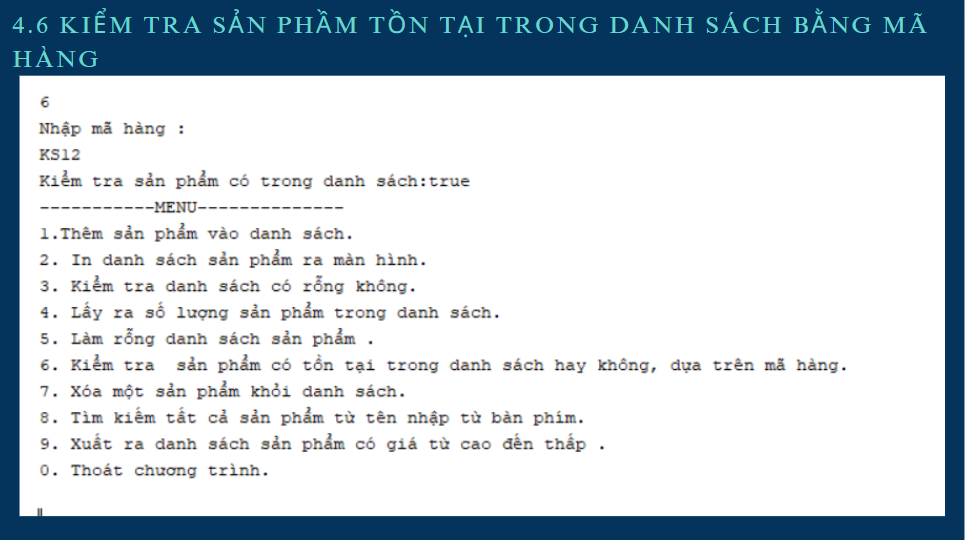 4.6 KIỂM TRA SẢN PHẨM TỒN TẠI TRONG DANH SÁCH BẰNG MÃ
HÀNG
6
Nhập mã hàng :
KS12
Kiểm tra sản phẩm có trong danh sách:true
-----------MENU--------------
1.Thêm sản phẩm vào danh sách.
2. In danh sách sản phẩm ra màn hình.
3. Kiểm tra danh sách có rỗng không.
4. Lấy ra số lượng sản phẩm trong danh sách.
5. Làm rỗng danh sách sản phẩm .
6. Kiểm tra  sản phẩm có tồn tại trong danh sách hay không, dựa trên mã hàng.
7. Xóa một sản phẩm khỏi danh sách.
8. Tìm kiếm tất cả sản phẩm từ tên nhập từ bàn phím.
9. Xuất ra danh sách sản phẩm có giá từ cao đến thấp .
0. Thoát chương trình.